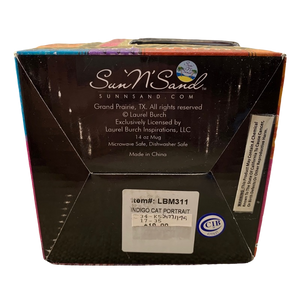 Sun'N'Sand
SUNNSAND.COM
Grand Prairie, TX. All rights reserved
© Laurel Burch
Exclusively Licensed by
Laurel Burch Inspirations, LLC
14 oz Mug
Microwave Safe, Dishwasher Safe
Made in China
Item#: LBM311
INDIGO CAT PORTRAIT
CIB